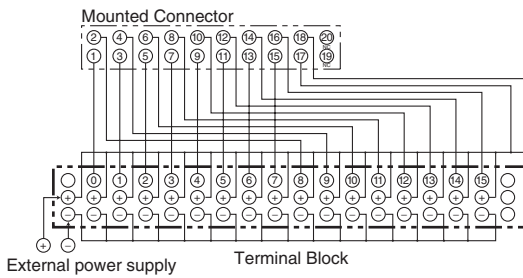 Mounted Connector
2 4 6 8 10 12 14 16 18 20
NC
1 3 5 7 9 11 13 15 17 19
NC
0 1 2 3 4 5 6 7 8 9 10 11 12 13 14 15
+ + + + + + + + + + + + + + + + + +
− − − − − − − − − − − − − − − − −
+ −
Terminal Block
External power supply